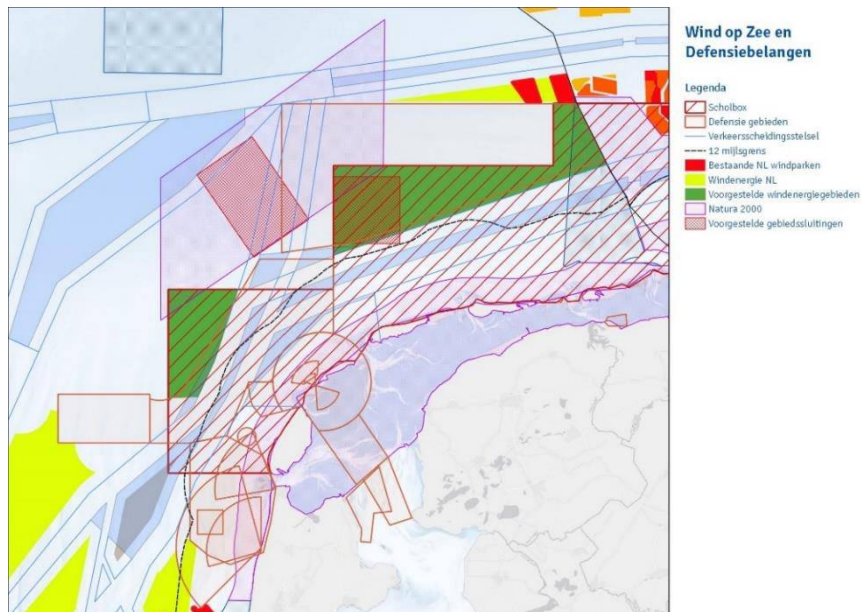 Wind op Zee en
Defensiebelangen
Legenda
Scholbox
Defensie gebieden
Verkeersscheidingsstelsel
12 mijlsgrens
Bestaande NL windparken
Windenergie NL
Voorgestelde windenergiegebieden
Natura 2000
Voorgestelde gebiedssluitingen